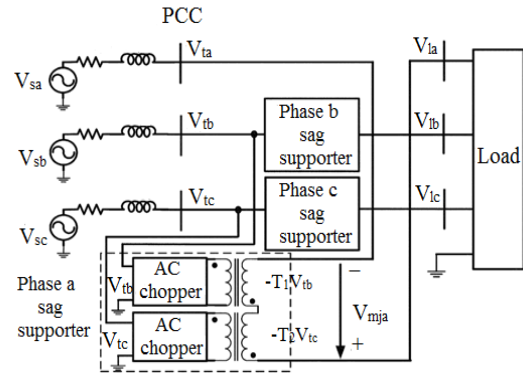 PCC
Vsa
Vta
Vla
Vsb
Vtb
Phase b
sag
supporter
Vlb
Load
Vsc
Vtc
Phase c
sag
supporter
Vlc
Phase a
sag
supporter
Vtb
AC
chopper
-T1Vtb
−
Vmja
+
Vtc
AC
chopper
-T2Vtc